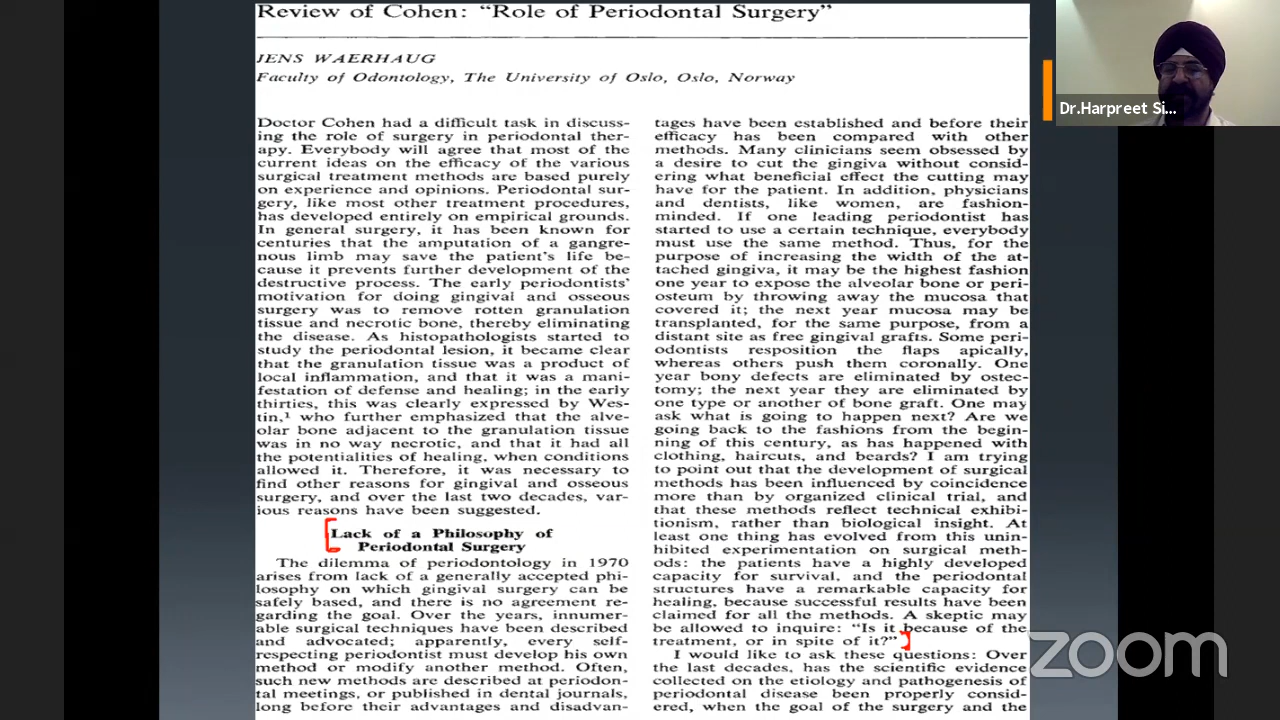 Review of Cohen: “Role of Periodontal Surgery”
JENS WAERHAUG
Faculty of Odontology, The University of Oslo, Oslo, Norway
Doctor Cohen had a difficult task in discuss-
ing the role of surgery in periodontal ther-
apy. Everybody will agree that most of the
current ideas on the efficacy of the various
surgical treatment methods are based purely
on experience and opinions. Periodontal sur-
gery, like most other treatment procedures,
has developed entirely on empirical grounds.
In general surgery, it has been known for
centuries that the amputation of a gangre-
nous limb may save the patient's life be-
cause it prevents further development of the
destructive process. The early periodontists'
motivation for doing gingival and osseous
surgery was to remove rotten granulation
tissue and necrotic bone, thereby eliminating
the disease. As histopathologists started to
study the periodontal lesion, it became clear
that the granulation tissue was a product of
local inflammation, and that it was a mani-
festation of defense and healing; in the early
thirties, this was clearly expressed by Wes-
tin,¹ who further emphasized that the alve-
olar bone adjacent to the granulation tissue
was in no way necrotic, and that it had all
the potentialities of healing, when conditions
allowed it. Therefore, it was necessary to
find other reasons for gingival and osseous
surgery, and over the last two decades, var-
ious reasons have been suggested.
Lack of a Philosophy of
Periodontal Surgery
The dilemma of periodontology in 1970
arises from lack of a generally accepted phi-
losophy on which gingival surgery can be
safely based, and there is no agreement re-
garding the goal. Over the years, innumer-
able surgical techniques have been described
and advocated; apparently, every self-
respecting periodontist must develop his own
method or modify another method. Often,
such new methods are described at periodon-
tal meetings, or published in dental journals,
long before their advantages and disadvan-
tages have been established and before their
efficacy has been compared with other
methods. Many clinicians seem obsessed by
a desire to cut the gingiva without consid-
ering what beneficial effect the cutting may
have for the patient. In addition, physicians
and dentists, like women, are fashion-
minded. If one leading periodontist has
started to use a certain technique, everybody
must use the same method. Thus, for the
purpose of increasing the width of the at-
tached gingiva, it may be the highest fashion
one year to expose the alveolar bone or peri-
osteum by throwing away the mucosa that
covered it; the next year mucosa may be
transplanted, for the same purpose, from a
distant site as free gingival grafts. Some peri-
odontists resposition the flaps apically,
whereas others push them coronally. One
year bony defects are eliminated by ostec-
tomy; the next year they are eliminated by
one type or another of bone graft. One may
ask what is going to happen next? Are we
going back to the fashions from the begin-
ning of this century, as has happened with
clothing, haircuts, and beards? I am trying
to point out that the development of surgical
methods has been influenced by coincidence
more than by organized clinical trial, and
that these methods reflect technical exhibi-
tionism, rather than biological insight. At
least one thing has evolved from this unin-
hibited experimentation on surgical meth-
ods: the patients have a highly developed
capacity for survival, and the periodontal
structures have a remarkable capacity for
healing, because successful results have been
claimed for all the methods. A skeptic may
be allowed to inquire: “Is it because of the
treatment, or in spite of it?”
I would like to ask these questions: Over
the last decades, has the scientific evidence
collected on the etiology and pathogenesis of
periodontal disease been properly consid-
ered, when the goal of the surgery and the
Dr.Harpreet Si...
zoom